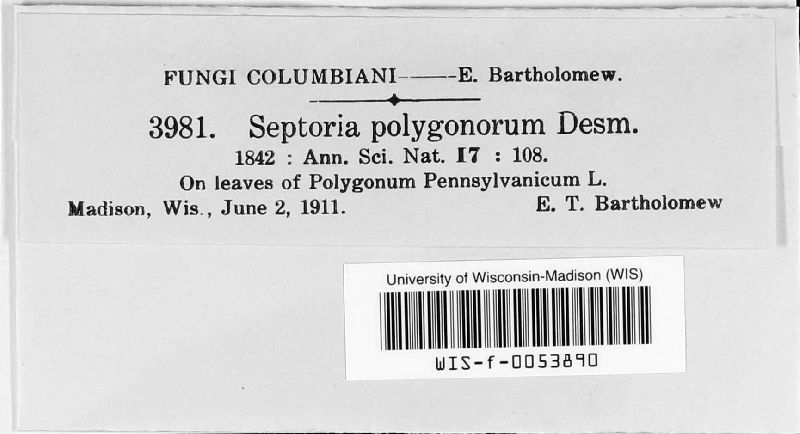 FUNGI COLUMBIANI——E. Bartholomew.
3981. Septoria polygonorum Desm.
1842 : Ann. Sci. Nat. 17 : 108.
On leaves of Polygonum Pennsylvanicum L.
Madison, Wis., June 2, 1911. E. T. Bartholomew
University of Wisconsin-Madison (WIS)
WIS-f-0053890